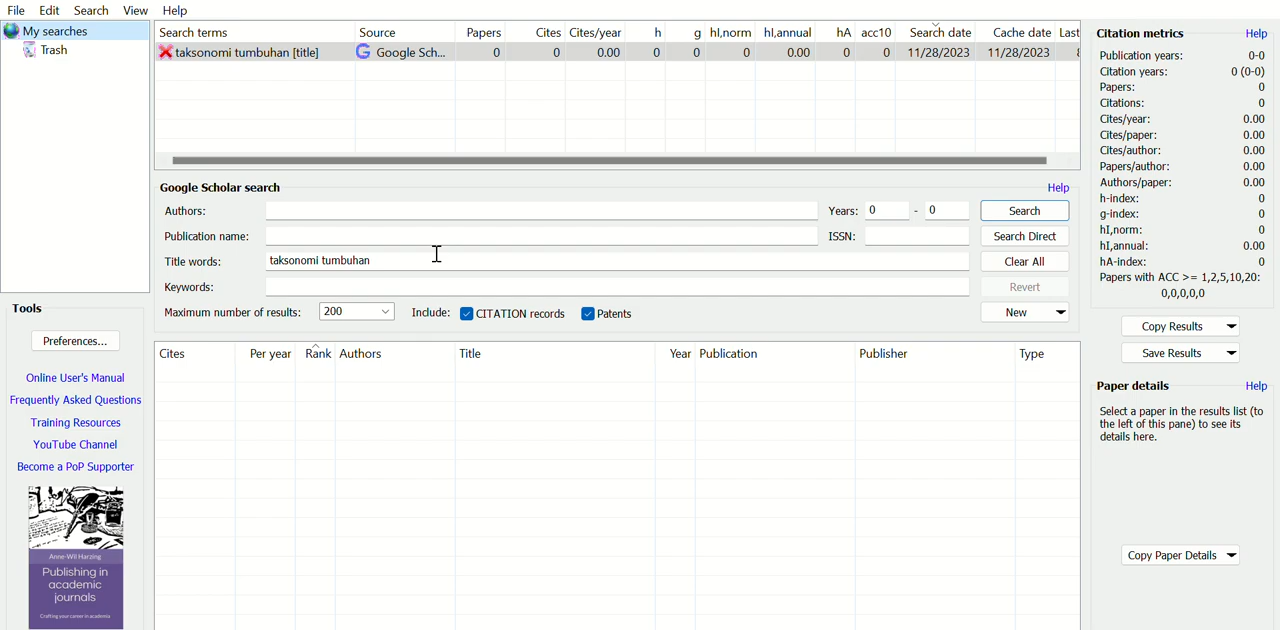 File Edit Search View Help
My searches
Trash
Search terms Source Papers Cites Cites/year h g hI,norm hI,annual hA acc10 Search date Cache date Last
taksonomi tumbuhan [title] Google Sch... 0 0 0.00 0 0 0 0.00 0 0 11/28/2023 11/28/2023
Google Scholar search Help
Authors: Years: 0 - 0 Search
Publication name: ISSN: Search Direct
Title words: taksonomi tumbuhan Clear All
Keywords: Revert
Maximum number of results: 200 Include: CITATION records Patents New
Cites Per year Rank Authors Title Year Publication Publisher Type
Tools
Preferences...
Online User's Manual
Frequently Asked Questions
Training Resources
YouTube Channel
Become a PoP Supporter
Anne-Wil Harzing
Publishing in
academic
journals
Crafting your career in academia
Citation metrics Help
Publication years: 0-0
Citation years: 0 (0-0)
Papers: 0
Citations: 0
Cites/year: 0.00
Cites/paper: 0.00
Cites/author: 0.00
Papers/author: 0.00
Authors/paper: 0.00
h-index: 0
g-index: 0
hI,norm: 0
hI,annual: 0.00
hA-index: 0
Papers with ACC >= 1,2,5,10,20:
0,0,0,0,0
Copy Results
Save Results
Paper details Help
Select a paper in the results list (to
the left of this pane) to see its
details here.
Copy Paper Details